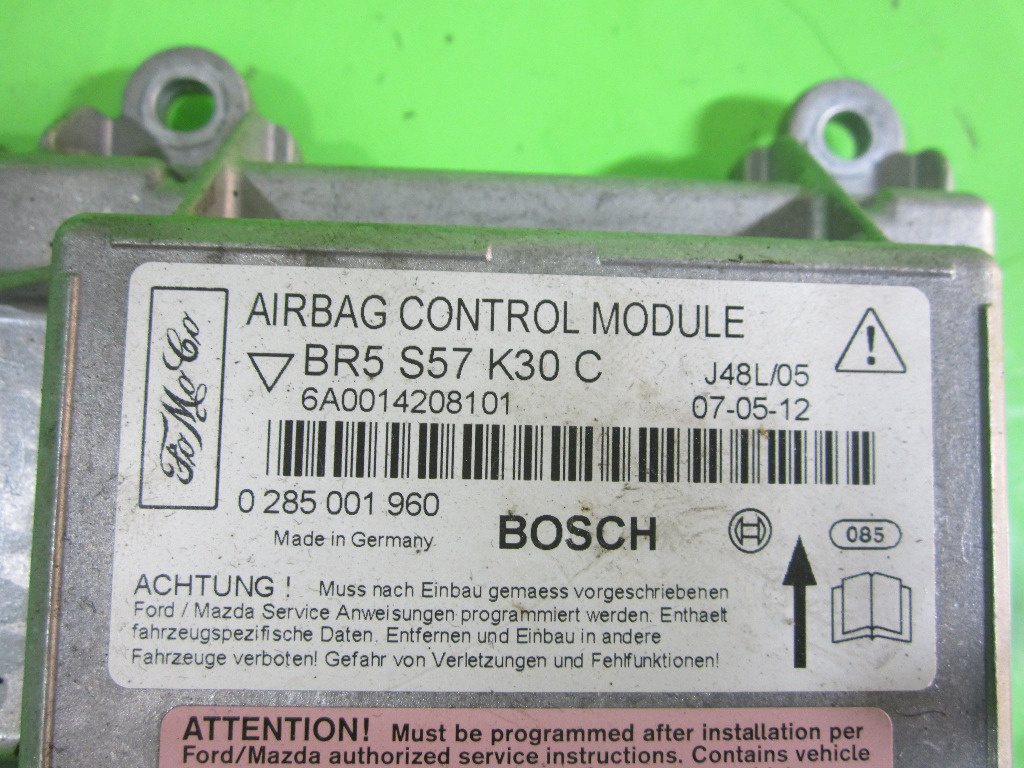 FoMoCo
AIRBAG CONTROL MODULE
BR5 S57 K30 C
J48L/05
6A0014208101
07-05-12
0 285 001 960
Made in Germany
BOSCH
085
ACHTUNG ! Muss nach Einbau gemaess vorgeschriebenen
Ford / Mazda Service Anweisungen programmiert werden. Enthaelt
fahrzeugspezifische Daten. Entfernen und Einbau in andere
Fahrzeuge verboten! Gefahr von Verletzungen und Fehlfunktionen!
ATTENTION! Must be programmed after installation per
Ford/Mazda authorized service instructions. Contains vehicle